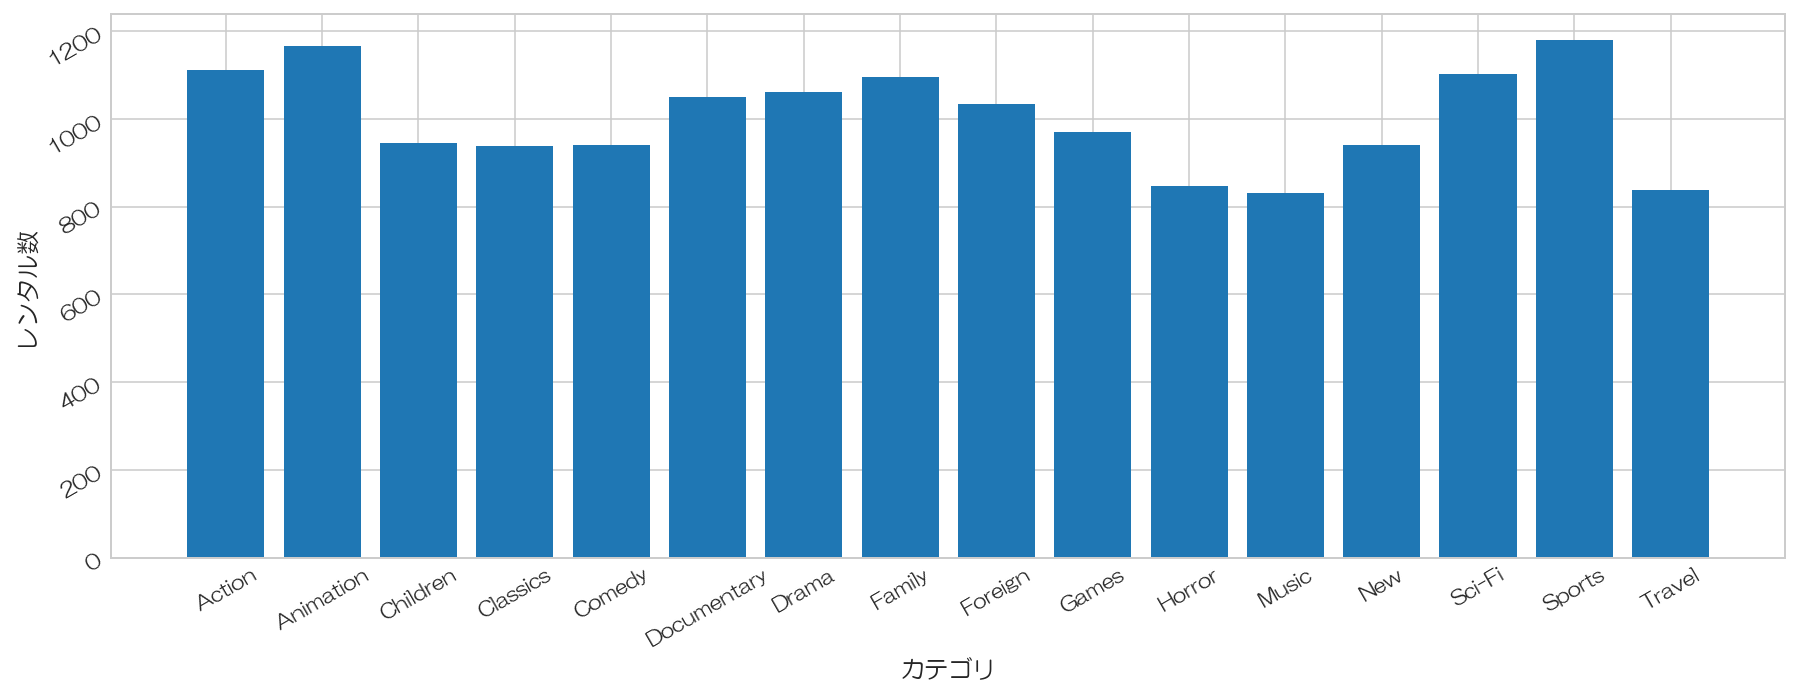 レンタル数
1200
1000
800
600
400
200
0
Action
Animation
Children
Classics
Comedy
Documentary
Drama
Family
Foreign
Games
Horror
Music
New
Sci-Fi
Sports
Travel
カテゴリ